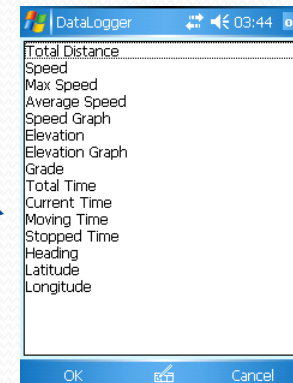 DataLogger 03:44
Total Distance
Speed
Max Speed
Average Speed
Speed Graph
Elevation
Elevation Graph
Grade
Total Time
Current Time
Moving Time
Stopped Time
Heading
Latitude
Longitude
OK Cancel